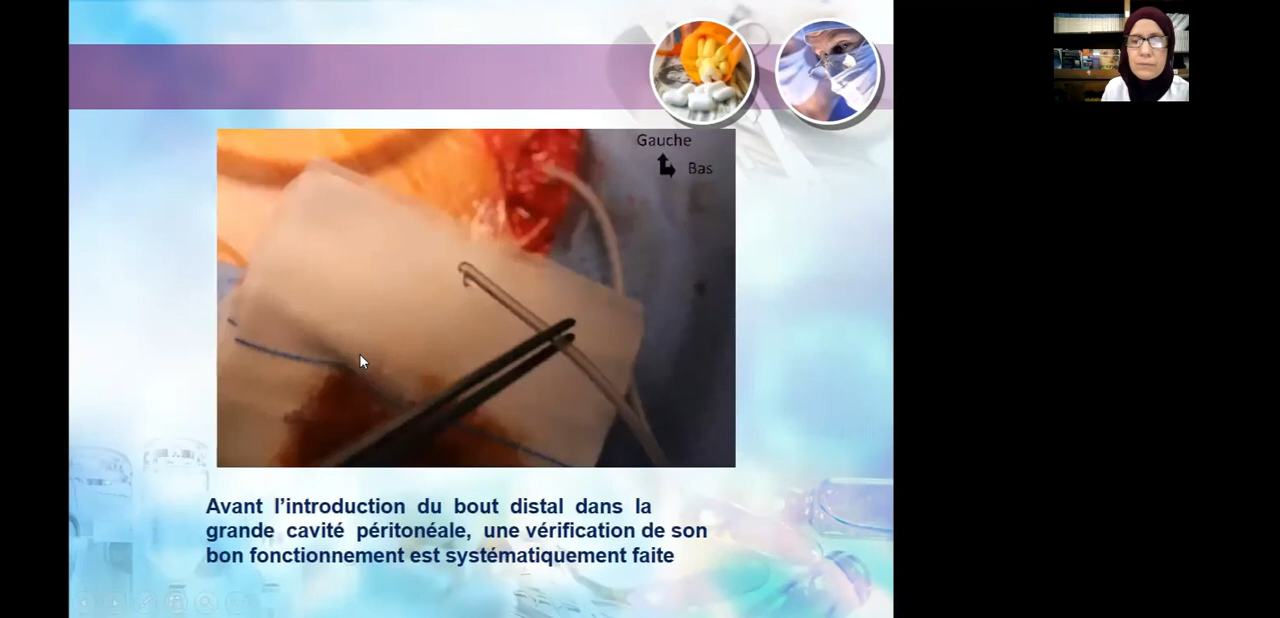 Gauche
Bas
Avant l'introduction du bout distal dans la
grande cavité péritonéale, une vérification de son
bon fonctionnement est systématiquement faite